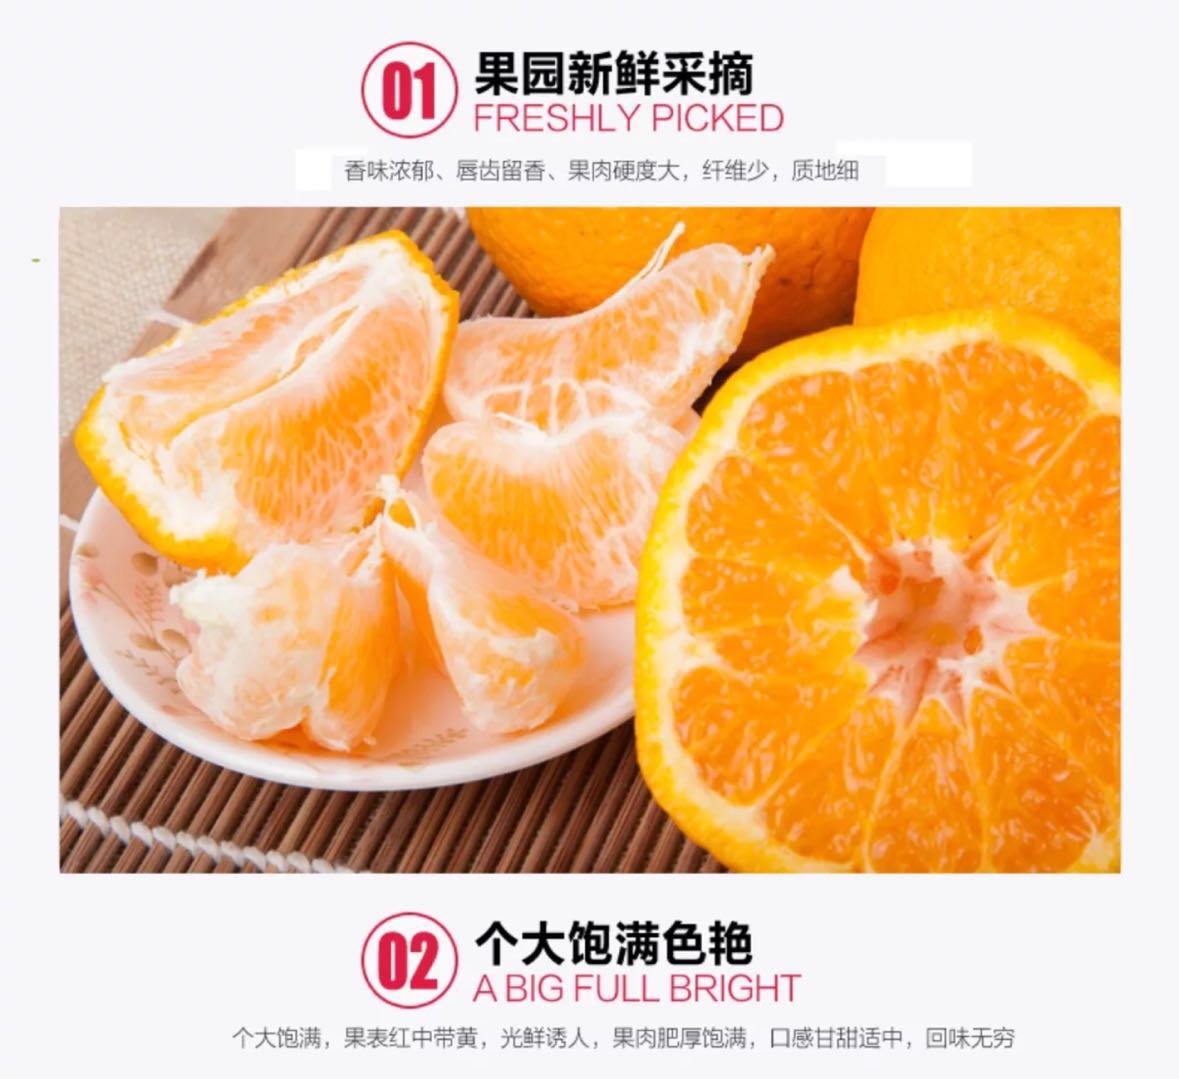 01
果园新鲜采摘
FRESHLY PICKED
香味浓郁、唇齿留香、果肉硬度大，纤维少，质地细
02
个大饱满色艳
A BIG FULL BRIGHT
个大饱满，果表红中带黄，光鲜诱人，果肉肥厚饱满，口感甘甜适中，回味无穷